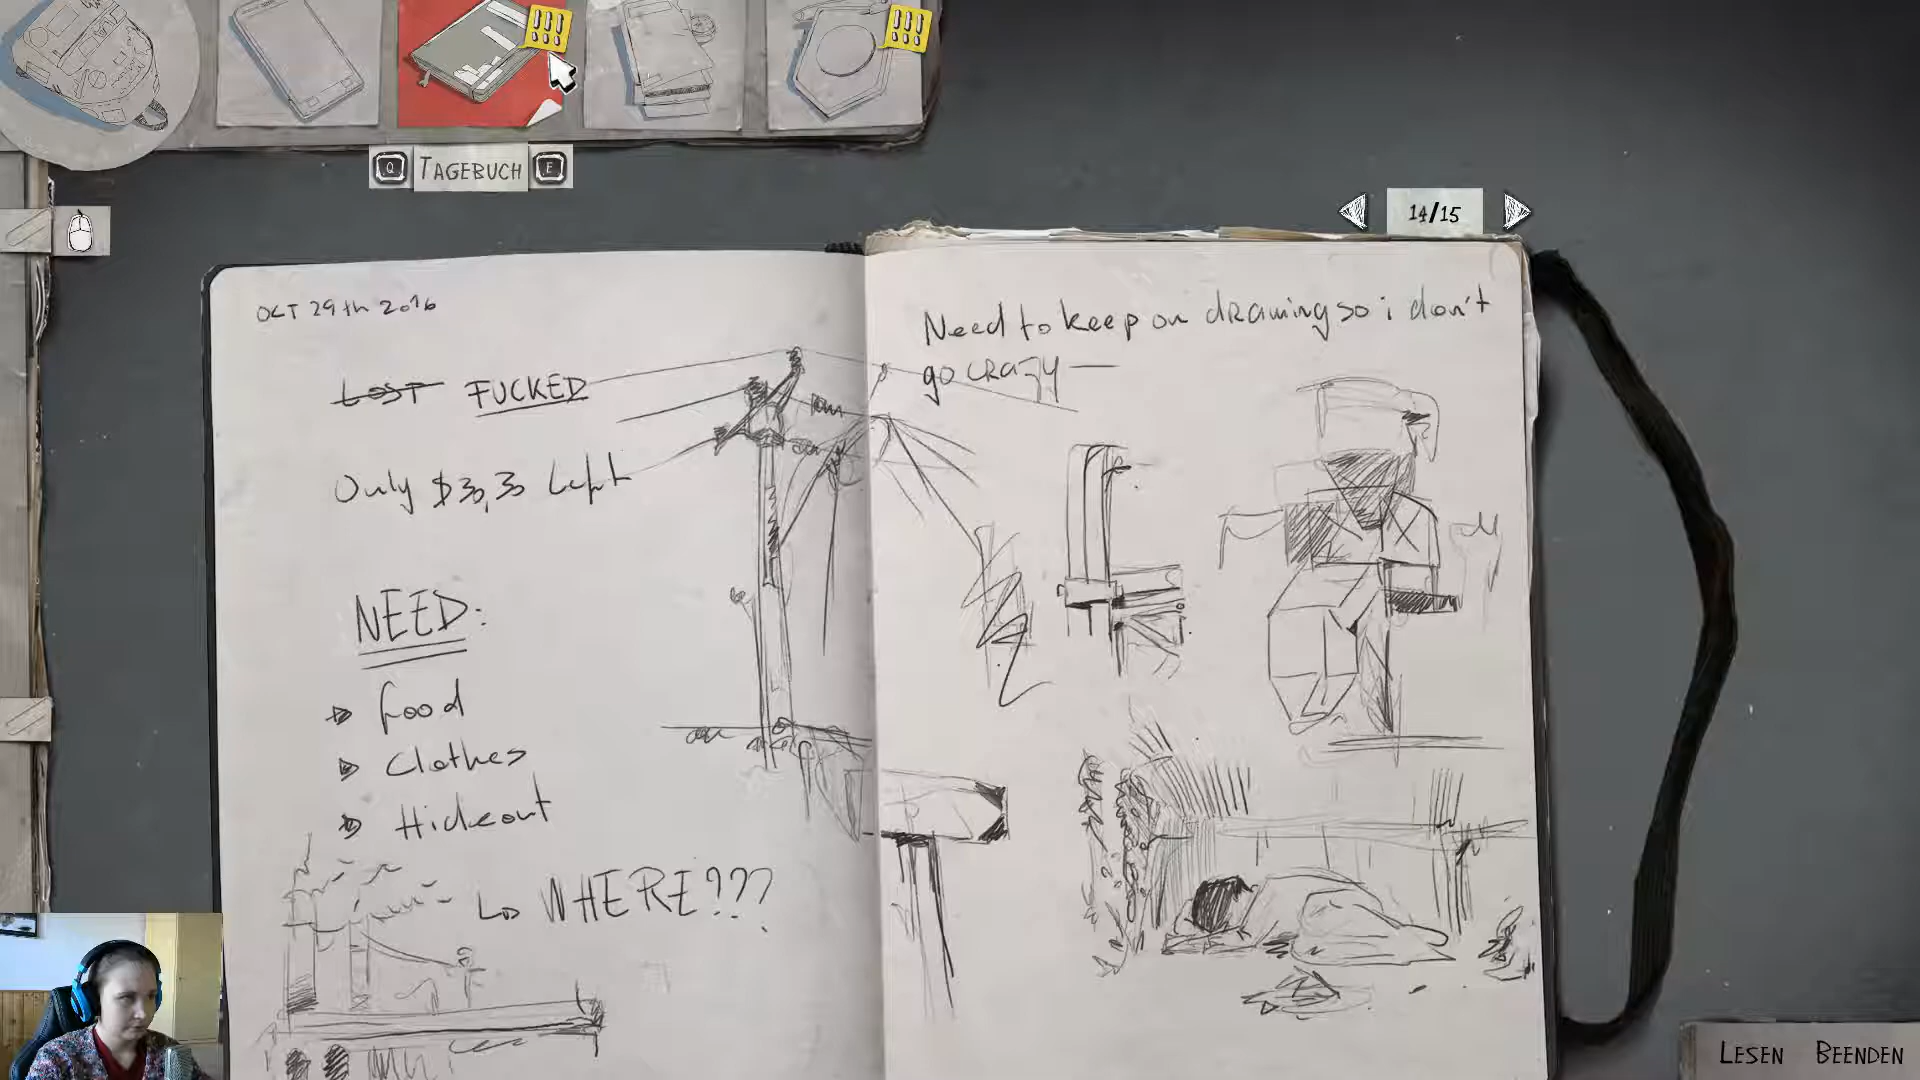 !!!
!!!
Q TAGEBUCH E
14/15
OCT 29th 2016
LOST FUCKED
Only $30,30 Left
NEED:
food
Clothes
Hideout
WHERE???
Need to keep on drawing so i don't
go crazy —
LESEN BEENDEN